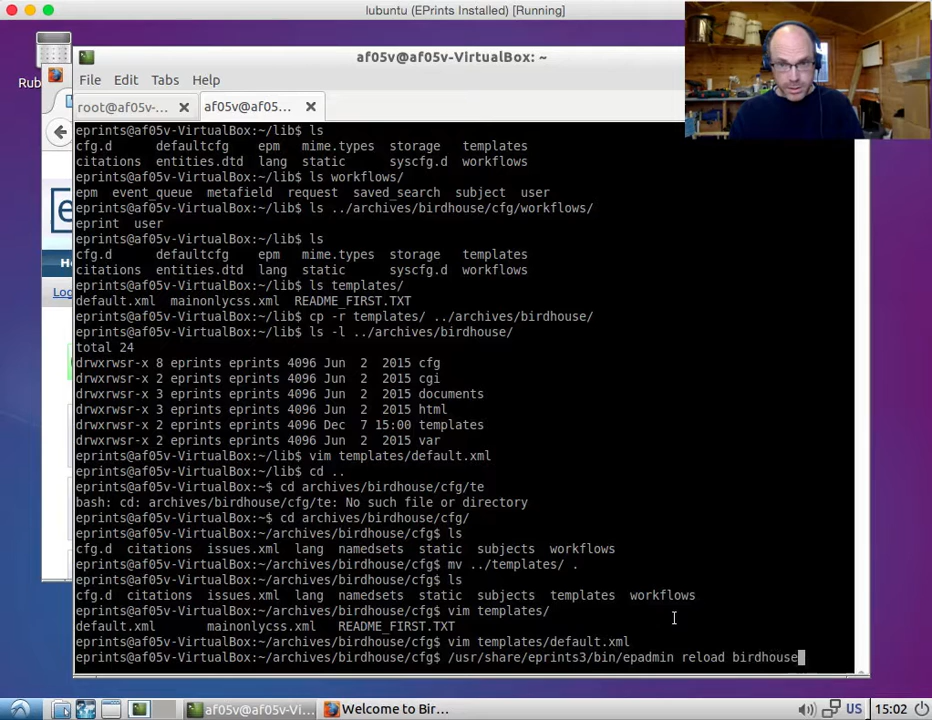 lubuntu (EPrints Installed) [Running]
Rub
af05v@af05v-VirtualBox: ~
File Edit Tabs Help
root@af05v-... af05v@af05...
e
H
Log
eprints@af05v-VirtualBox:~/lib$ ls
cfg.d defaultcfg epm mime.types storage templates
citations entities.dtd lang static syscfg.d workflows
eprints@af05v-VirtualBox:~/lib$ ls workflows/
epm event_queue metafield request saved_search subject user
eprints@af05v-VirtualBox:~/lib$ ls ../archives/birdhouse/cfg/workflows/
eprint user
eprints@af05v-VirtualBox:~/lib$ ls
cfg.d defaultcfg epm mime.types storage templates
citations entities.dtd lang static syscfg.d workflows
eprints@af05v-VirtualBox:~/lib$ ls templates/
default.xml mainonlycss.xml README_FIRST.TXT
eprints@af05v-VirtualBox:~/lib$ cp -r templates/ ../archives/birdhouse/
eprints@af05v-VirtualBox:~/lib$ ls -l ../archives/birdhouse/
total 24
drwxrwsr-x 8 eprints eprints 4096 Jun 2 2015 cfg
drwxrwsr-x 2 eprints eprints 4096 Jun 2 2015 cgi
drwxrwsr-x 3 eprints eprints 4096 Jun 2 2015 documents
drwxrwsr-x 3 eprints eprints 4096 Jun 2 2015 html
drwxrwsr-x 2 eprints eprints 4096 Dec 7 15:00 templates
drwxrwsr-x 2 eprints eprints 4096 Jun 2 2015 var
eprints@af05v-VirtualBox:~/lib$ vim templates/default.xml
eprints@af05v-VirtualBox:~/lib$ cd ..
eprints@af05v-VirtualBox:~$ cd archives/birdhouse/cfg/te
bash: cd: archives/birdhouse/cfg/te: No such file or directory
eprints@af05v-VirtualBox:~$ cd archives/birdhouse/cfg/
eprints@af05v-VirtualBox:~/archives/birdhouse/cfg$ ls
cfg.d citations issues.xml lang namedsets static subjects workflows
eprints@af05v-VirtualBox:~/archives/birdhouse/cfg$ mv ../templates/ .
eprints@af05v-VirtualBox:~/archives/birdhouse/cfg$ ls
cfg.d citations issues.xml lang namedsets static subjects templates workflows
eprints@af05v-VirtualBox:~/archives/birdhouse/cfg$ vim templates/
default.xml mainonlycss.xml README_FIRST.TXT
eprints@af05v-VirtualBox:~/archives/birdhouse/cfg$ vim templates/default.xml
eprints@af05v-VirtualBox:~/archives/birdhouse/cfg$ /usr/share/eprints3/bin/epadmin reload birdhouse
af05v@af05v-Vi... Welcome to Bir... US 15:02